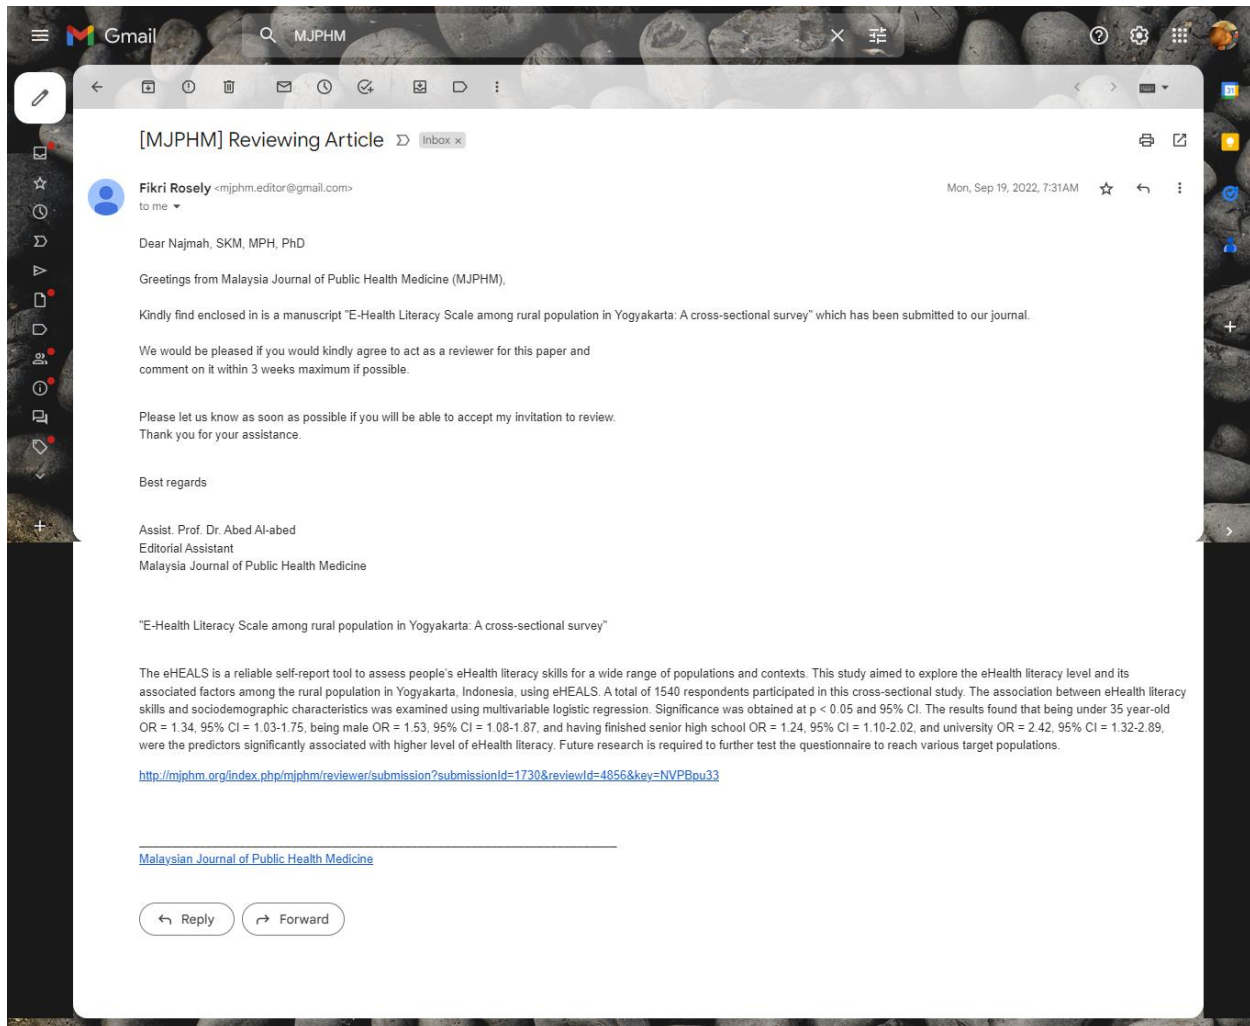 Gmail
MJPHM
31
[MJPHM] Reviewing Article
Inbox ×
Fikri Rosely <mjphm.editor@gmail.com>
Mon, Sep 19, 2022, 7:31AM
to me
Dear Najmah, SKM, MPH, PhD
Greetings from Malaysia Journal of Public Health Medicine (MJPHM),
Kindly find enclosed in is a manuscript "E-Health Literacy Scale among rural population in Yogyakarta: A cross-sectional survey" which has been submitted to our journal.
We would be pleased if you would kindly agree to act as a reviewer for this paper and
comment on it within 3 weeks maximum if possible.
Please let us know as soon as possible if you will be able to accept my invitation to review.
Thank you for your assistance.
Best regards
Assist. Prof. Dr. Abed Al-abed
Editorial Assistant
Malaysia Journal of Public Health Medicine
"E-Health Literacy Scale among rural population in Yogyakarta: A cross-sectional survey"
The eHEALS is a reliable self-report tool to assess people's eHealth literacy skills for a wide range of populations and contexts. This study aimed to explore the eHealth literacy level and its
associated factors among the rural population in Yogyakarta, Indonesia, using eHEALS. A total of 1540 respondents participated in this cross-sectional study. The association between eHealth literacy
skills and sociodemographic characteristics was examined using multivariable logistic regression. Significance was obtained at p < 0.05 and 95% CI. The results found that being under 35 year-old
OR = 1.34, 95% CI = 1.03-1.75, being male OR = 1.53, 95% CI = 1.08-1.87, and having finished senior high school OR = 1.24, 95% CI = 1.10-2.02, and university OR = 2.42, 95% CI = 1.32-2.89,
were the predictors significantly associated with higher level of eHealth literacy. Future research is required to further test the questionnaire to reach various target populations.
http://mjphm.org/index.php/mjphm/reviewer/submission?submissionId=1730&reviewId=4856&key=NVPBpu33
Malaysian Journal of Public Health Medicine
Reply
Forward